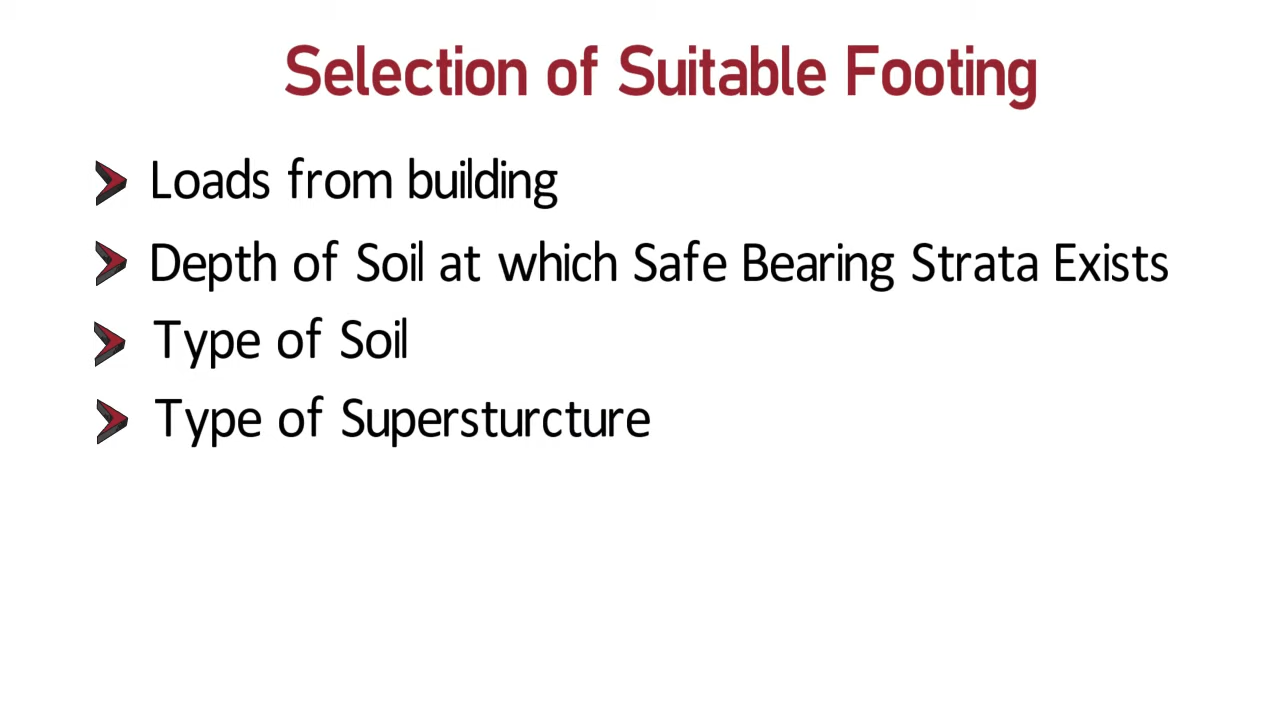 Selection of Suitable Footing
Loads from building
Depth of Soil at which Safe Bearing Strata Exists
Type of Soil
Type of Supersturcture